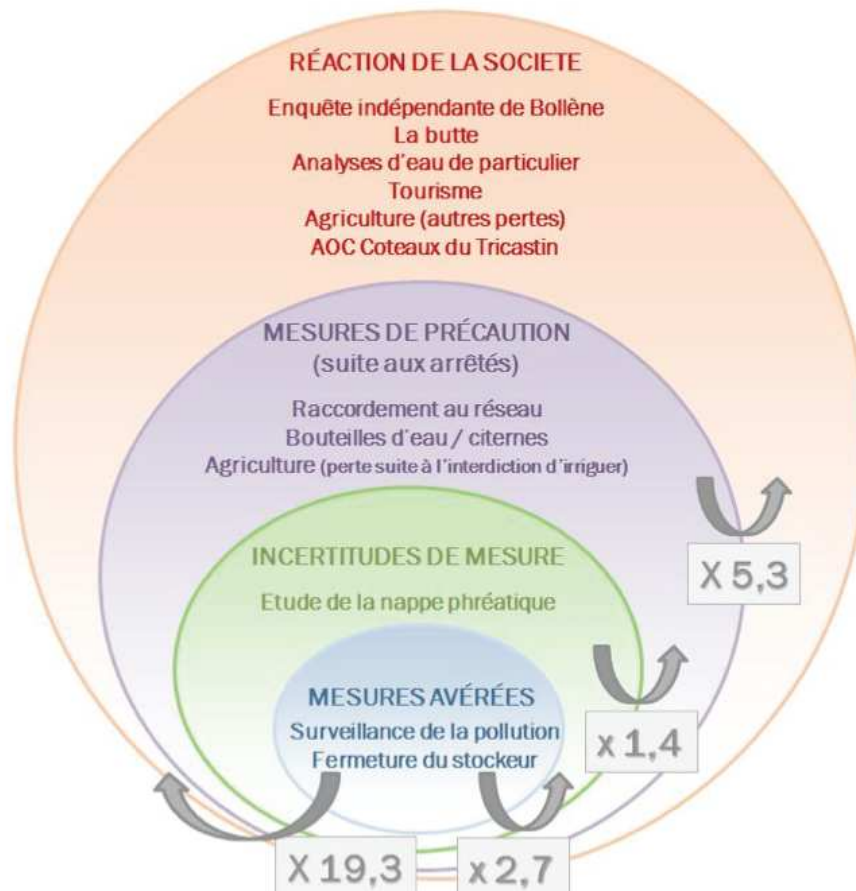 RÉACTION DE LA SOCIETE
Enquête indépendante de Bollène
La butte
Analyses d'eau de particulier
Tourisme
Agriculture (autres pertes)
AOC Coteaux du Tricastin
MESURES DE PRÉCAUTION
(suite aux arrêtés)
Raccordement au réseau
Bouteilles d'eau / citernes
Agriculture (perte suite à l'interdiction d'irriguer)
X 5,3
INCERTITUDES DE MESURE
Etude de la nappe phréatique
MESURES AVÉRÉES
Surveillance de la pollution
Fermeture du stockeur
x 1,4
X 19,3
x 2,7